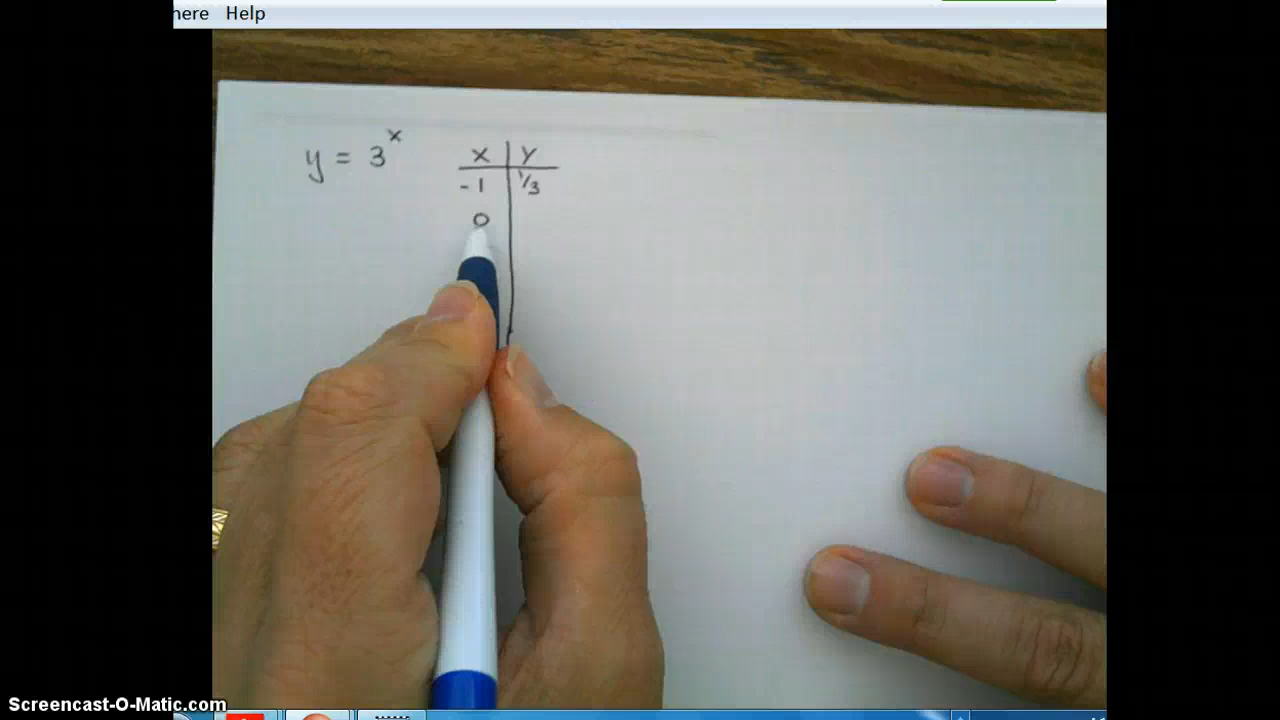 here Help
y = 3^x
x y
-1 1/3
0
Screencast-O-Matic.com